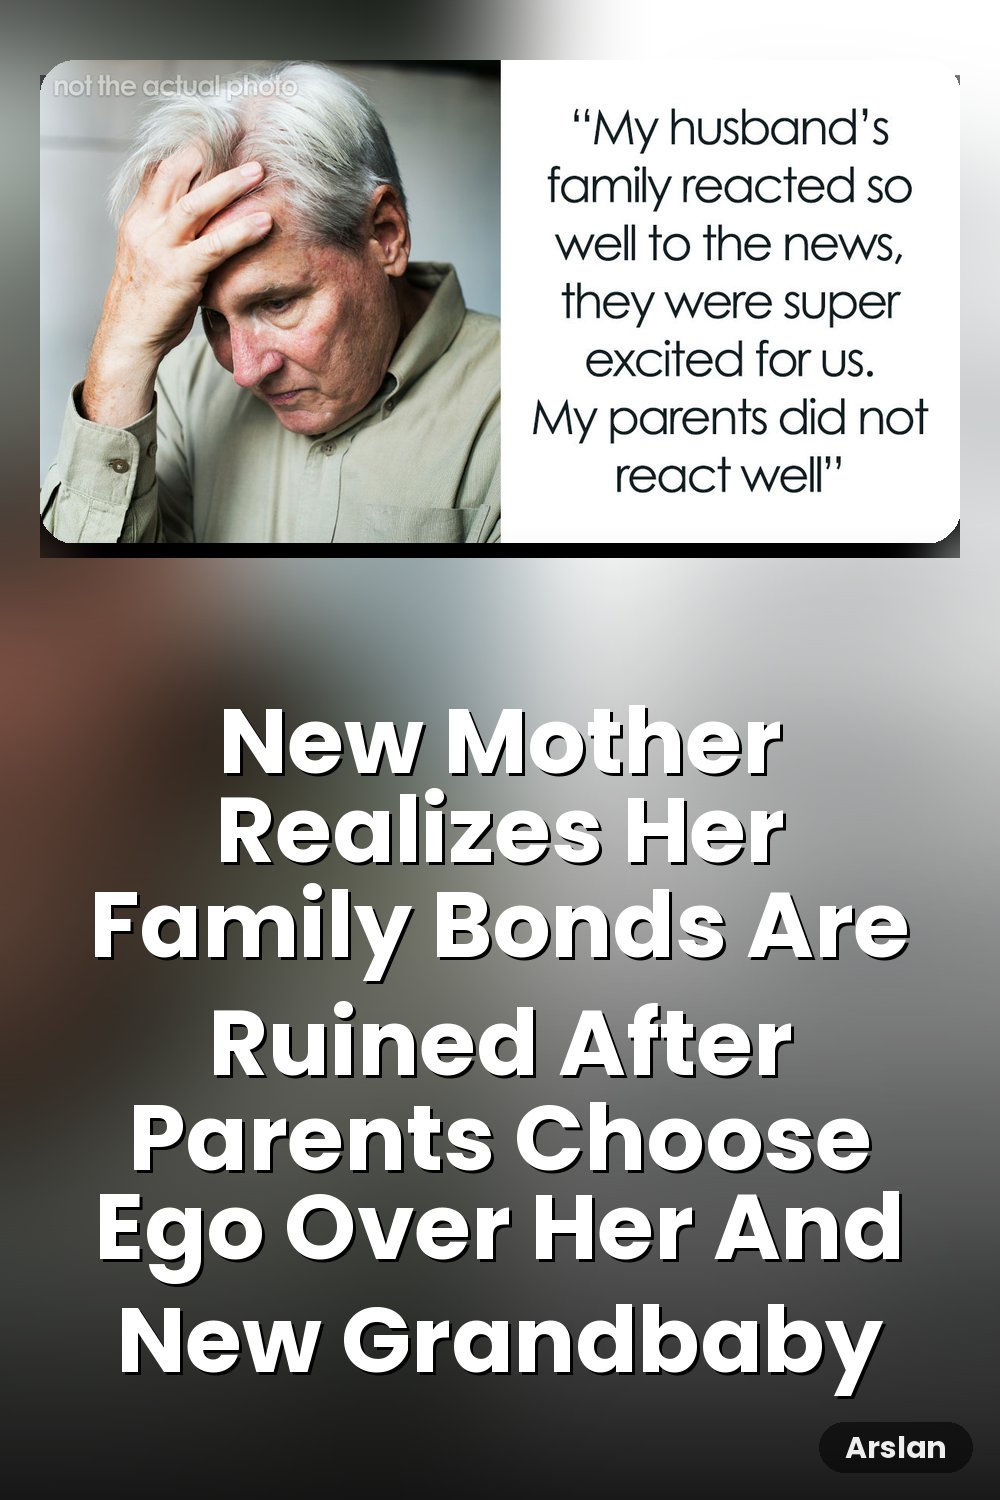 not the actual photo
“My husband’s
family reacted so
well to the news,
they were super
excited for us.
My parents did not
react well”
New Mother
Realizes Her
Family Bonds Are
Ruined After
Parents Choose
Ego Over Her And
New Grandbaby
Arslan